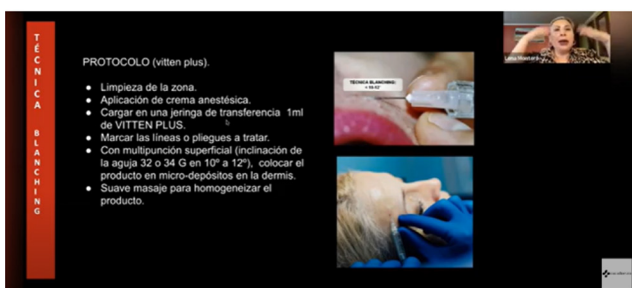 TÉCNICA BLANCHING
PROTOCOLO (vitten plus).
● Limpieza de la zona.
● Aplicación de crema anestésica.
● Cargar en una jeringa de transferencia 1ml
de VITTEN PLUS.
● Marcar las líneas o pliegues a tratar.
● Con multipunción superficial (inclinación de
la aguja 32 o 34 G en 10º a 12º), colocar el
producto en micro-depósitos en la dermis.
● Suave masaje para homogeneizar el
producto.
TÉCNICA BLANCHING: